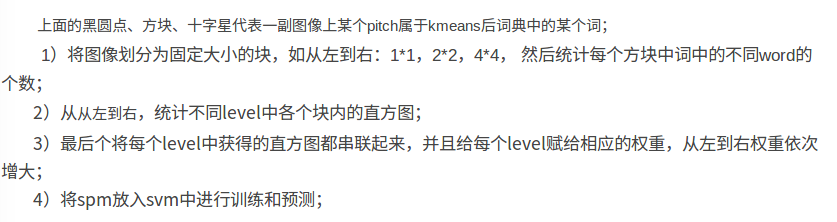 上面的黑圆点、方块、十字星代表一副图像上某个pitch属于kmeans后词典中的某个词；
1）将图像划分为固定大小的块，如从左到右：1*1，2*2，4*4， 然后统计每个方块中词中的不同word的
个数；
2）从从左到右，统计不同level中各个块内的直方图；
3）最后个将每个level中获得的直方图都串联起来，并且给每个level赋给相应的权重，从左到右权重依次
增大；
4）将spm放入svm中进行训练和预测；